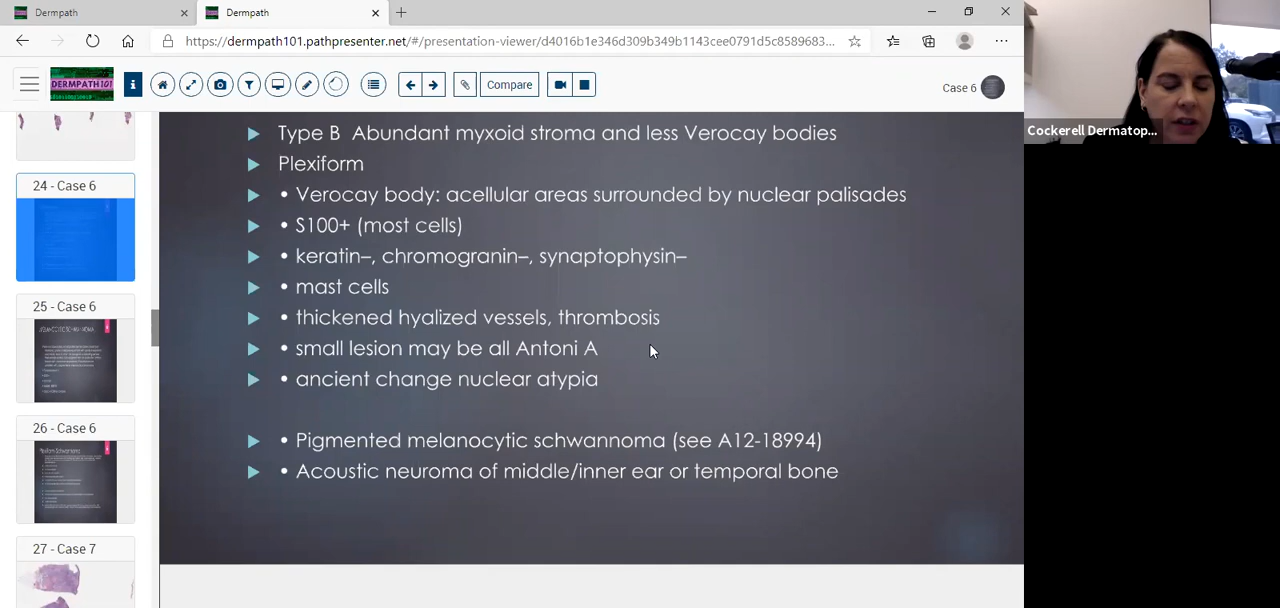 Dermpath
Dermpath
https://dermpath101.pathpresenter.net/#/presentation-viewer/d4016b1e346d309b349b1143cee0791d5c8589683...
DERMPATH 101
Compare
Case 6
Cockerell Dermatop...
24 - Case 6
25 - Case 6
26 - Case 6
27 - Case 7
Type B Abundant myxoid stroma and less Verocay bodies
Plexiform
• Verocay body: acellular areas surrounded by nuclear palisades
• S100+ (most cells)
• keratin–, chromogranin–, synaptophysin–
• mast cells
• thickened hyalized vessels, thrombosis
• small lesion may be all Antoni A
• ancient change nuclear atypia
• Pigmented melanocytic schwannoma (see A12-18994)
• Acoustic neuroma of middle/inner ear or temporal bone